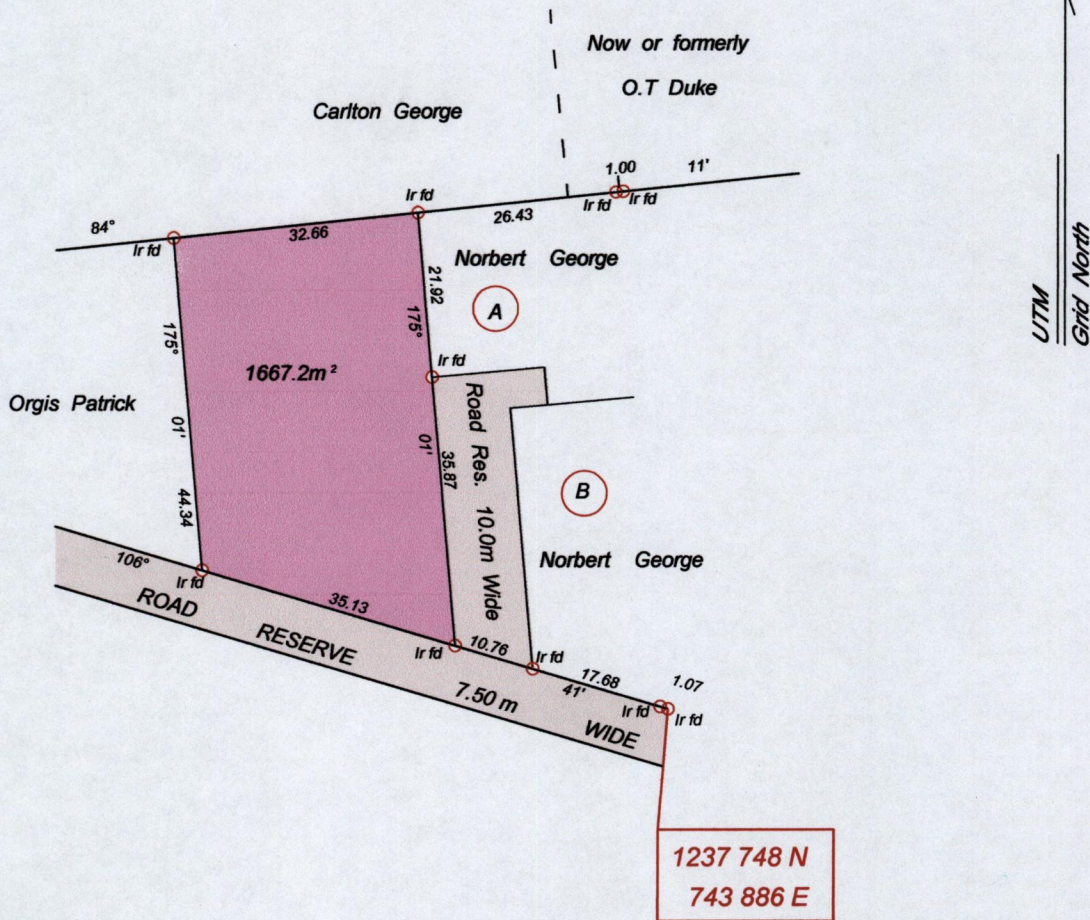 Now or formerly
O.T Duke
Carlton George
1.00
11'
Ir fd
Ir fd
Ir fd
26.43
84°
Ir fd
32.66
Norbert George
UTM
Grid North
21.92
A
175°
175°
Ir fd
1667.2m²
Orgis Patrick
Road Res. 10.0m Wide
01'
01'
35.87
B
44.34
Norbert George
106°
Ir fd
35.13
ROAD RESERVE 7.50 m WIDE
Ir fd
10.76
Ir fd
17.68
41'
1.07
Ir fd
Ir fd
1237 748 N
743 886 E